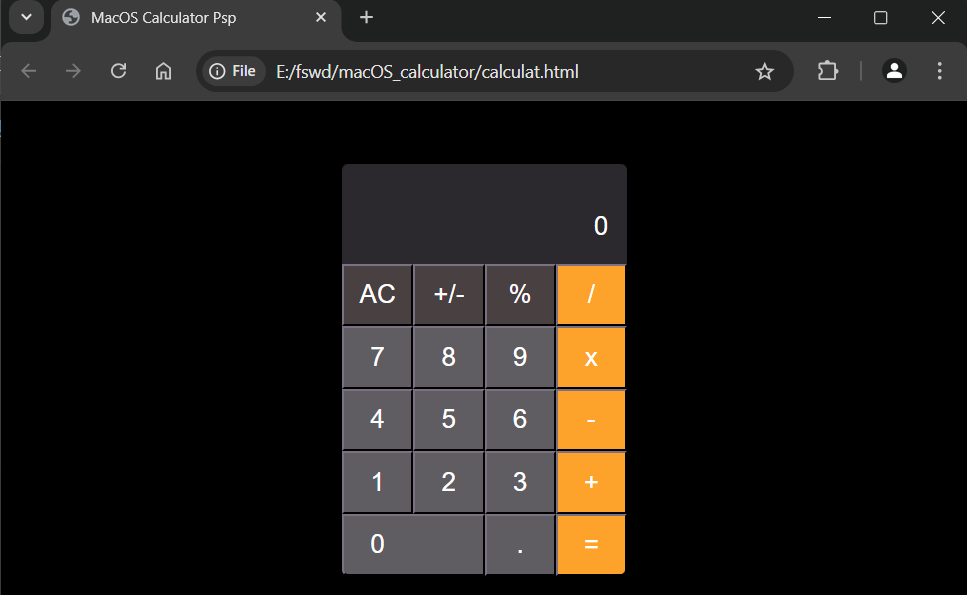 MacOS Calculator Psp
File E:/fswd/macOS_calculator/calculat.html
0
AC +/- % /
7 8 9 x
4 5 6 -
1 2 3 +
0 . =